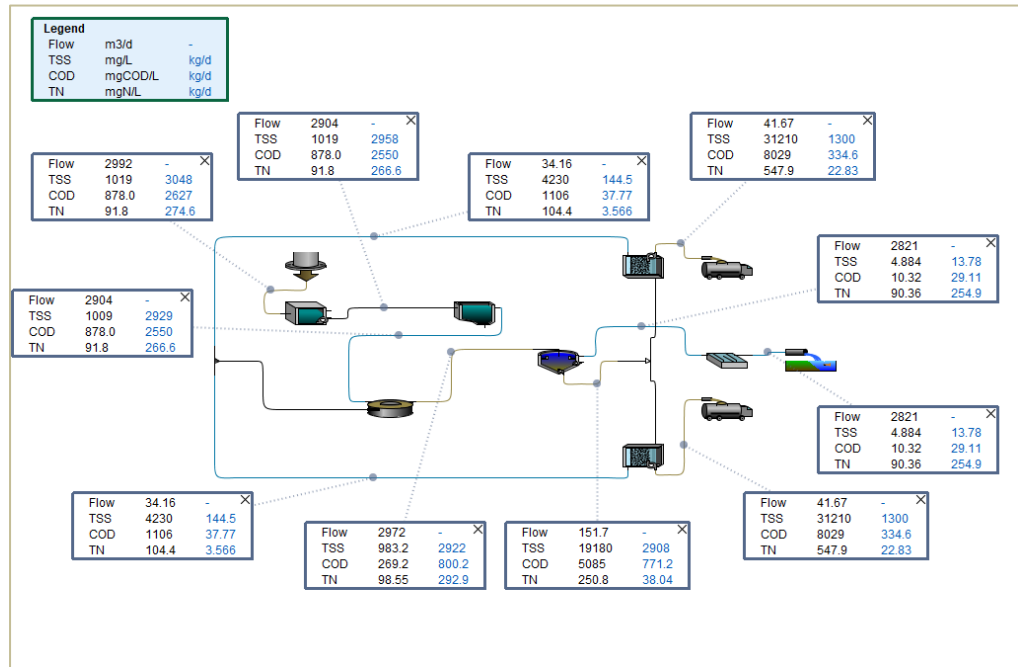 Legend
Flow m3/d -
TSS mg/L kg/d
COD mgCOD/L kg/d
TN mgN/L kg/d
Flow 2904 -
TSS 1019 2958
COD 878.0 2550
TN 91.8 266.6
Flow 41.67 -
TSS 31210 1300
COD 8029 334.6
TN 547.9 22.83
Flow 2992 -
TSS 1019 3048
COD 878.0 2627
TN 91.8 274.6
Flow 34.16 -
TSS 4230 144.5
COD 1106 37.77
TN 104.4 3.566
Flow 2821 -
TSS 4.884 13.78
COD 10.32 29.11
TN 90.36 254.9
Flow 2904 -
TSS 1009 2929
COD 878.0 2550
TN 91.8 266.6
Flow 2821 -
TSS 4.884 13.78
COD 10.32 29.11
TN 90.36 254.9
Flow 34.16 -
TSS 4230 144.5
COD 1106 37.77
TN 104.4 3.566
Flow 2972 -
TSS 983.2 2922
COD 269.2 800.2
TN 98.55 292.9
Flow 151.7 -
TSS 19180 2908
COD 5085 771.2
TN 250.8 38.04
Flow 41.67 -
TSS 31210 1300
COD 8029 334.6
TN 547.9 22.83